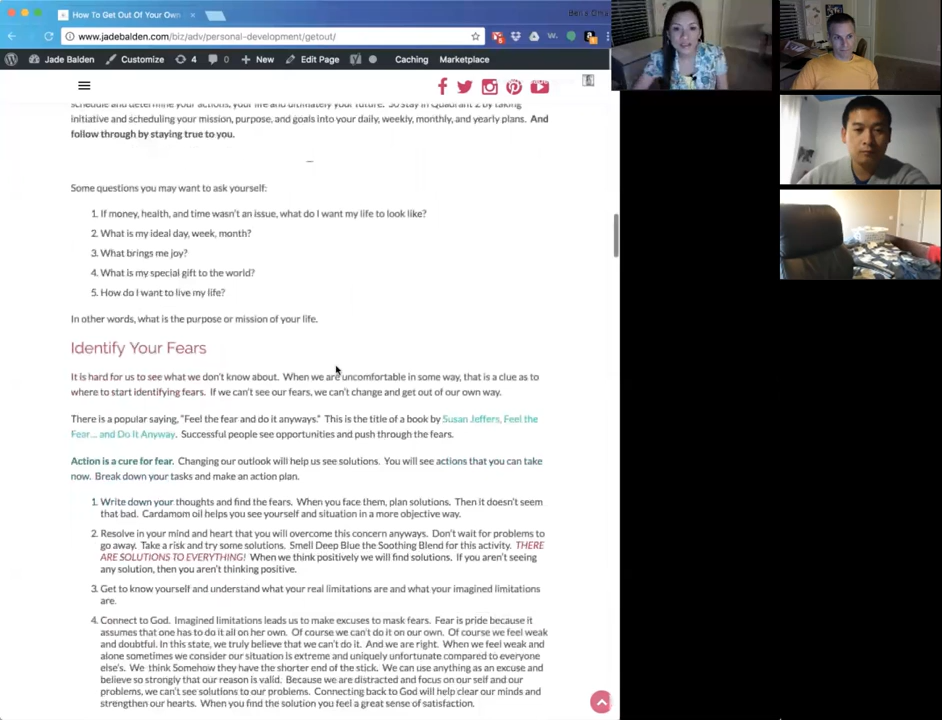 How To Get Out Of Your Own
www.jadebalden.com/biz/adv/personal-development/getout/
Jade Balden Customize 4 0 New Edit Page Caching Marketplace
schedule and determine your actions, your life and ultimately your future. So stay in Quadrant 2 by taking
initiative and scheduling your mission, purpose, and goals into your daily, weekly, monthly, and yearly plans. And
follow through by staying true to you.
—
Some questions you may want to ask yourself:
1. If money, health, and time wasn't an issue, what do I want my life to look like?
2. What is my ideal day, week, month?
3. What brings me joy?
4. What is my special gift to the world?
5. How do I want to live my life?
In other words, what is the purpose or mission of your life.
Identify Your Fears
It is hard for us to see what we don't know about. When we are uncomfortable in some way, that is a clue as to
where to start identifying fears. If we can't see our fears, we can't change and get out of our own way.
There is a popular saying, "Feel the fear and do it anyways." This is the title of a book by Susan Jeffers, Feel the
Fear... and Do It Anyway. Successful people see opportunities and push through the fears.
Action is a cure for fear. Changing our outlook will help us see solutions. You will see actions that you can take
now. Break down your tasks and make an action plan.
1. Write down your thoughts and find the fears. When you face them, plan solutions. Then it doesn't seem
that bad. Cardamom oil helps you see yourself and situation in a more objective way.
2. Resolve in your mind and heart that you will overcome this concern anyways. Don't wait for problems to
go away. Take a risk and try some solutions. Smell Deep Blue the Soothing Blend for this activity. THERE
ARE SOLUTIONS TO EVERYTHING! When we think positively we will find solutions. If you aren't seeing
any solution, then you aren't thinking positive.
3. Get to know yourself and understand what your real limitations are and what your imagined limitations
are.
4. Connect to God. Imagined limitations leads us to make excuses to mask fears. Fear is pride because it
assumes that one has to do it all on her own. Of course we can't do it on our own. Of course we feel weak
and doubtful. In this state, we truly believe that we can't do it. And we are right. When we feel weak and
alone sometimes we consider our situation is extreme and uniquely unfortunate compared to everyone
else's. We think Somehow they have the shorter end of the stick. We can use anything as an excuse and
believe so strongly that our reason is valid. Because we are distracted and focus on our self and our
problems, we can't see solutions to our problems. Connecting back to God will help clear our minds and
strengthen our hearts. When you find the solution you feel a great sense of satisfaction.